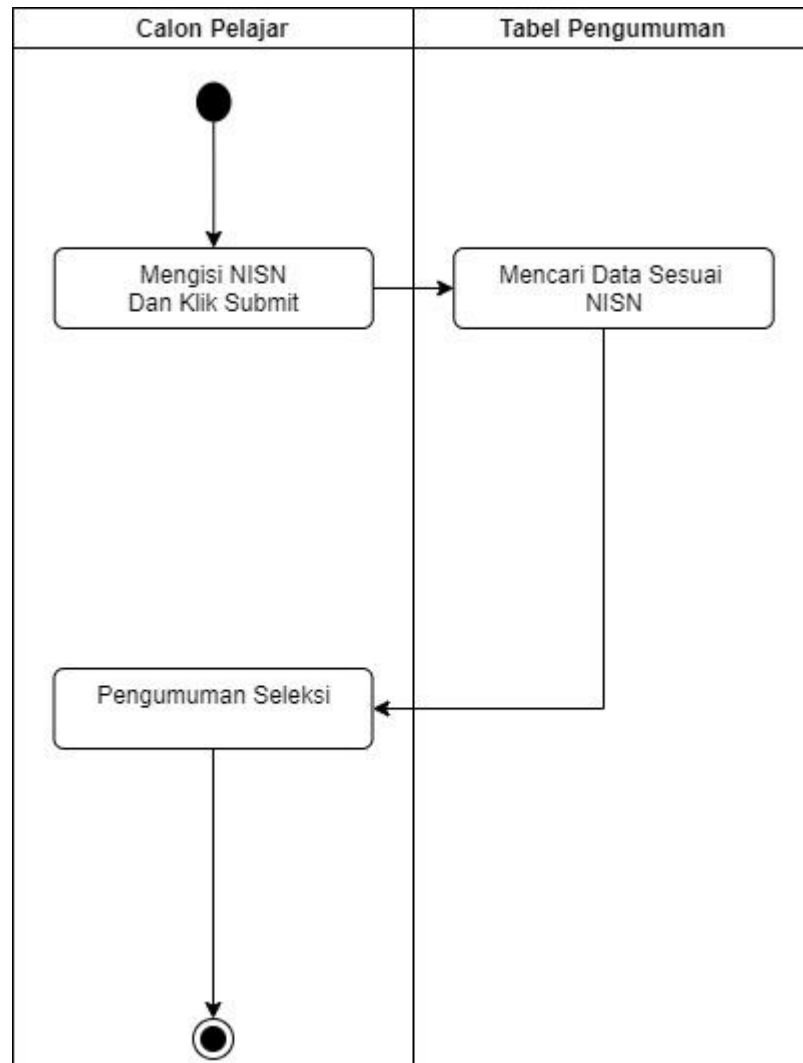 Calon Pelajar
Tabel Pengumuman
Mengisi NISN
Dan Klik Submit
Mencari Data Sesuai
NISN
Pengumuman Seleksi